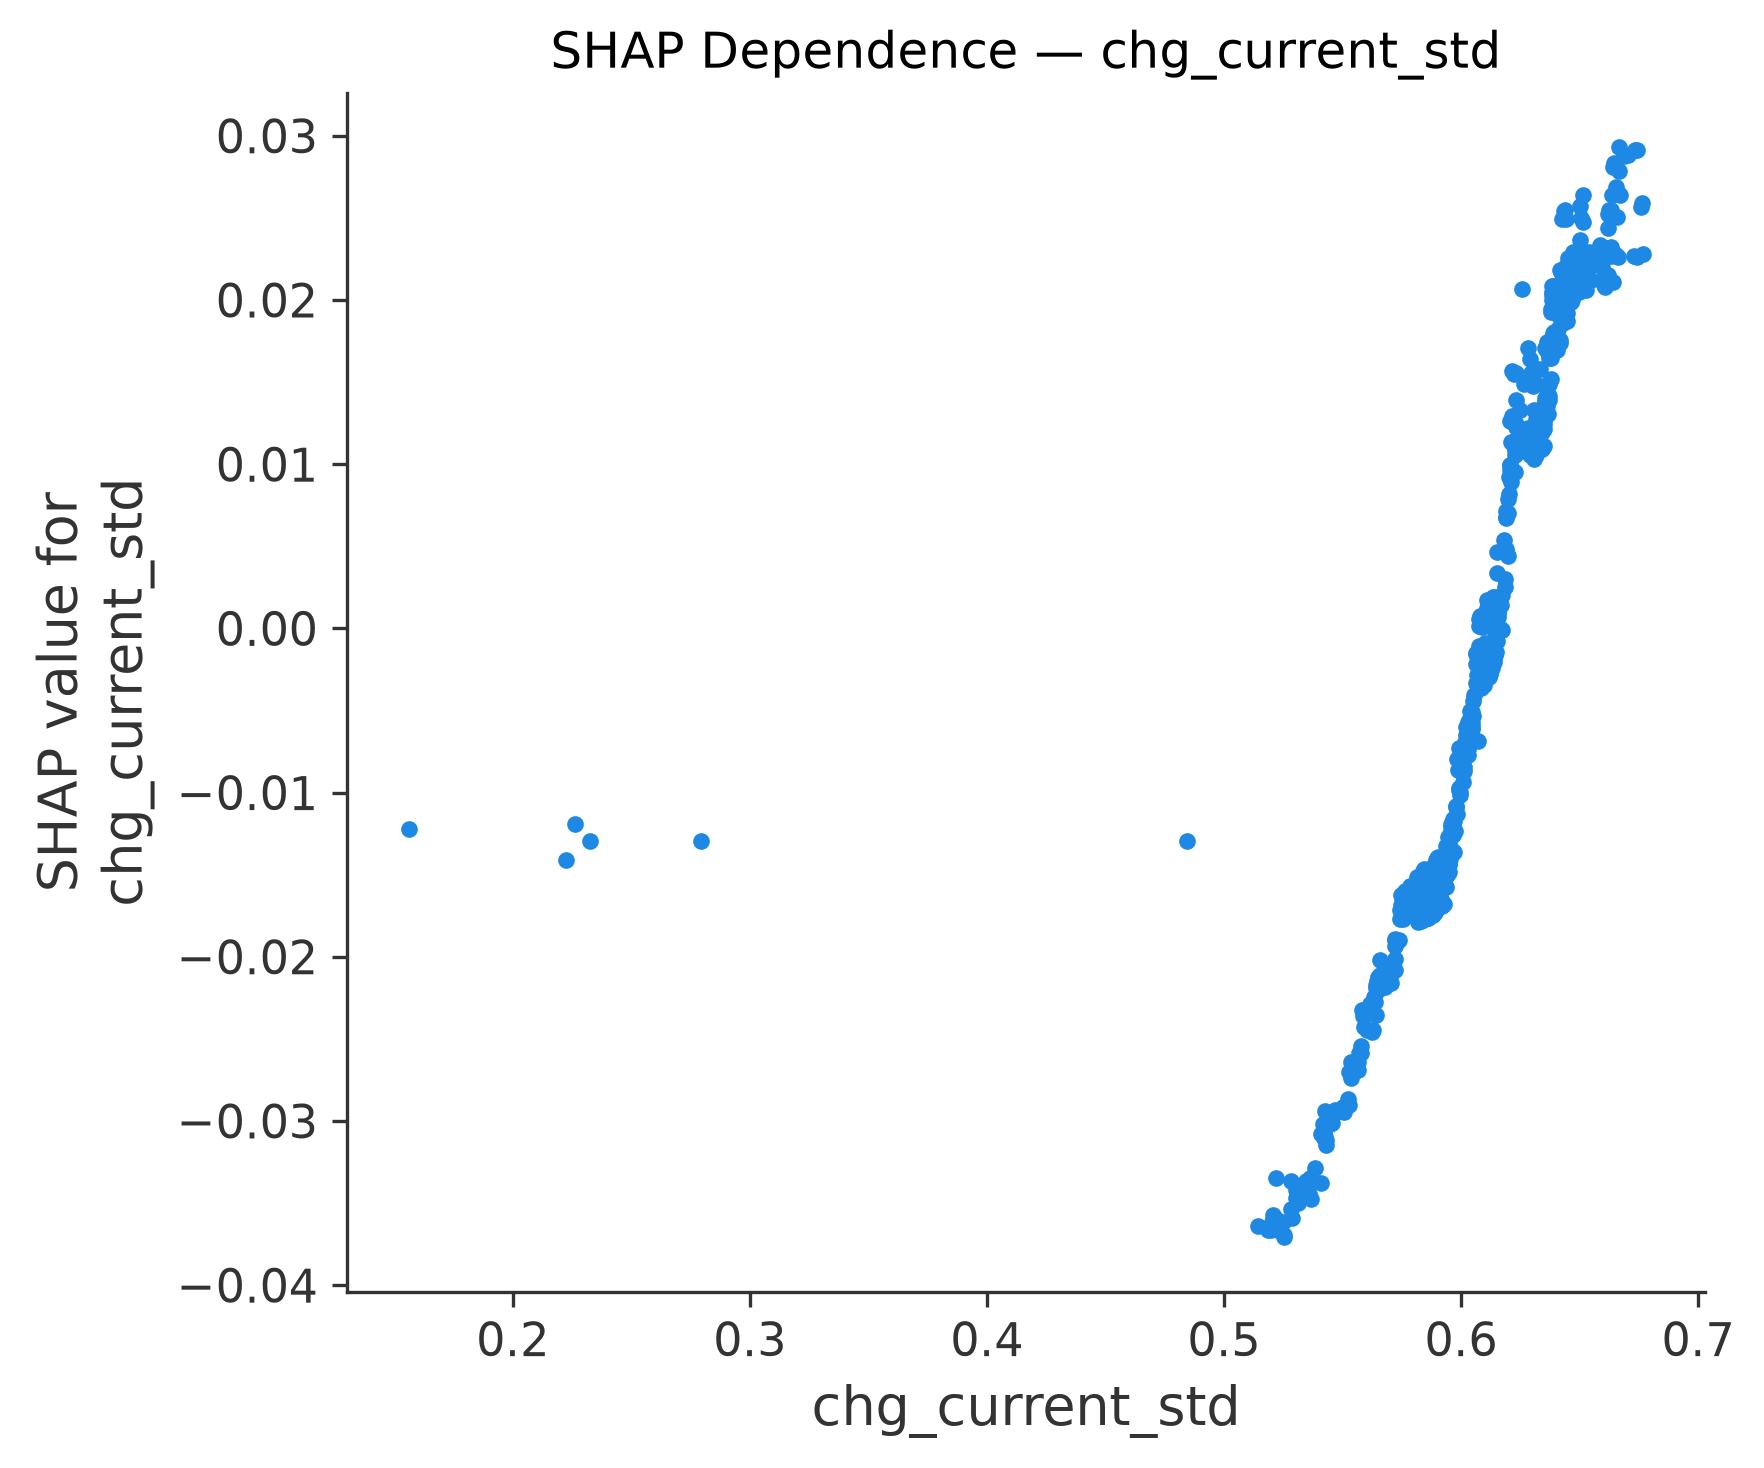 SHAP Dependence — chg_current_std
SHAP value for
chg_current_std
0.03
0.02
0.01
0.00
−0.01
−0.02
−0.03
−0.04
0.2 0.3 0.4 0.5 0.6 0.7
chg_current_std